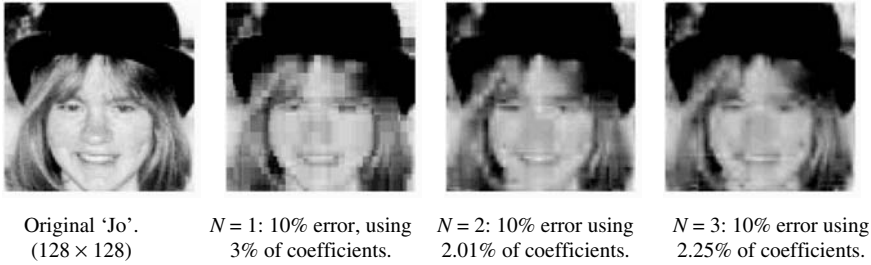 Original ‘Jo’.
(128 × 128)
N = 1: 10% error, using
3% of coefficients.
N = 2: 10% error using
2.01% of coefficients.
N = 3: 10% error using
2.25% of coefficients.